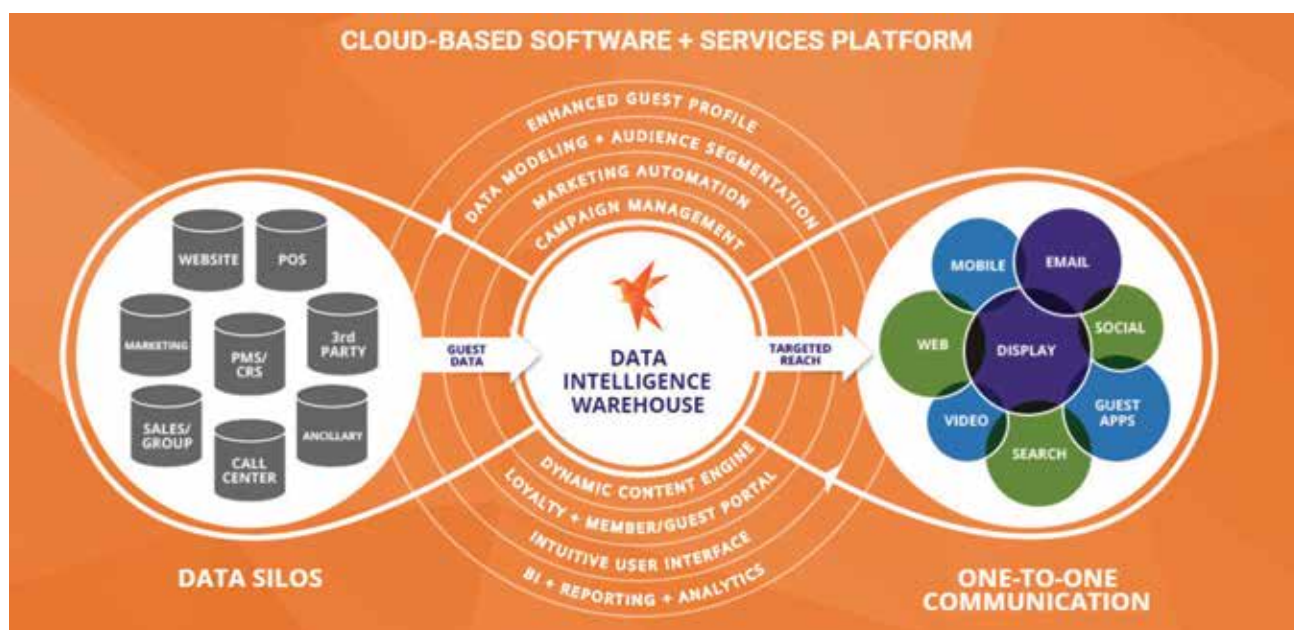 CLOUD-BASED SOFTWARE + SERVICES PLATFORM
ENHANCED GUEST PROFILE
DATA MODELING + AUDIENCE SEGMENTATION
MARKETING AUTOMATION
CAMPAIGN MANAGEMENT
WEBSITE
POS
MARKETING
PMS/
CRS
3rd
PARTY
SALES/
GROUP
CALL
CENTER
ANCILLARY
DATA SILOS
GUEST
DATA
DATA
INTELLIGENCE
WAREHOUSE
TARGETED
REACH
DYNAMIC CONTENT ENGINE
LOYALTY + MEMBER/GUEST PORTAL
INTUITIVE USER INTERFACE
BI + REPORTING + ANALYTICS
MOBILE
EMAIL
WEB
DISPLAY
SOCIAL
VIDEO
GUEST
APPS
SEARCH
ONE-TO-ONE
COMMUNICATION